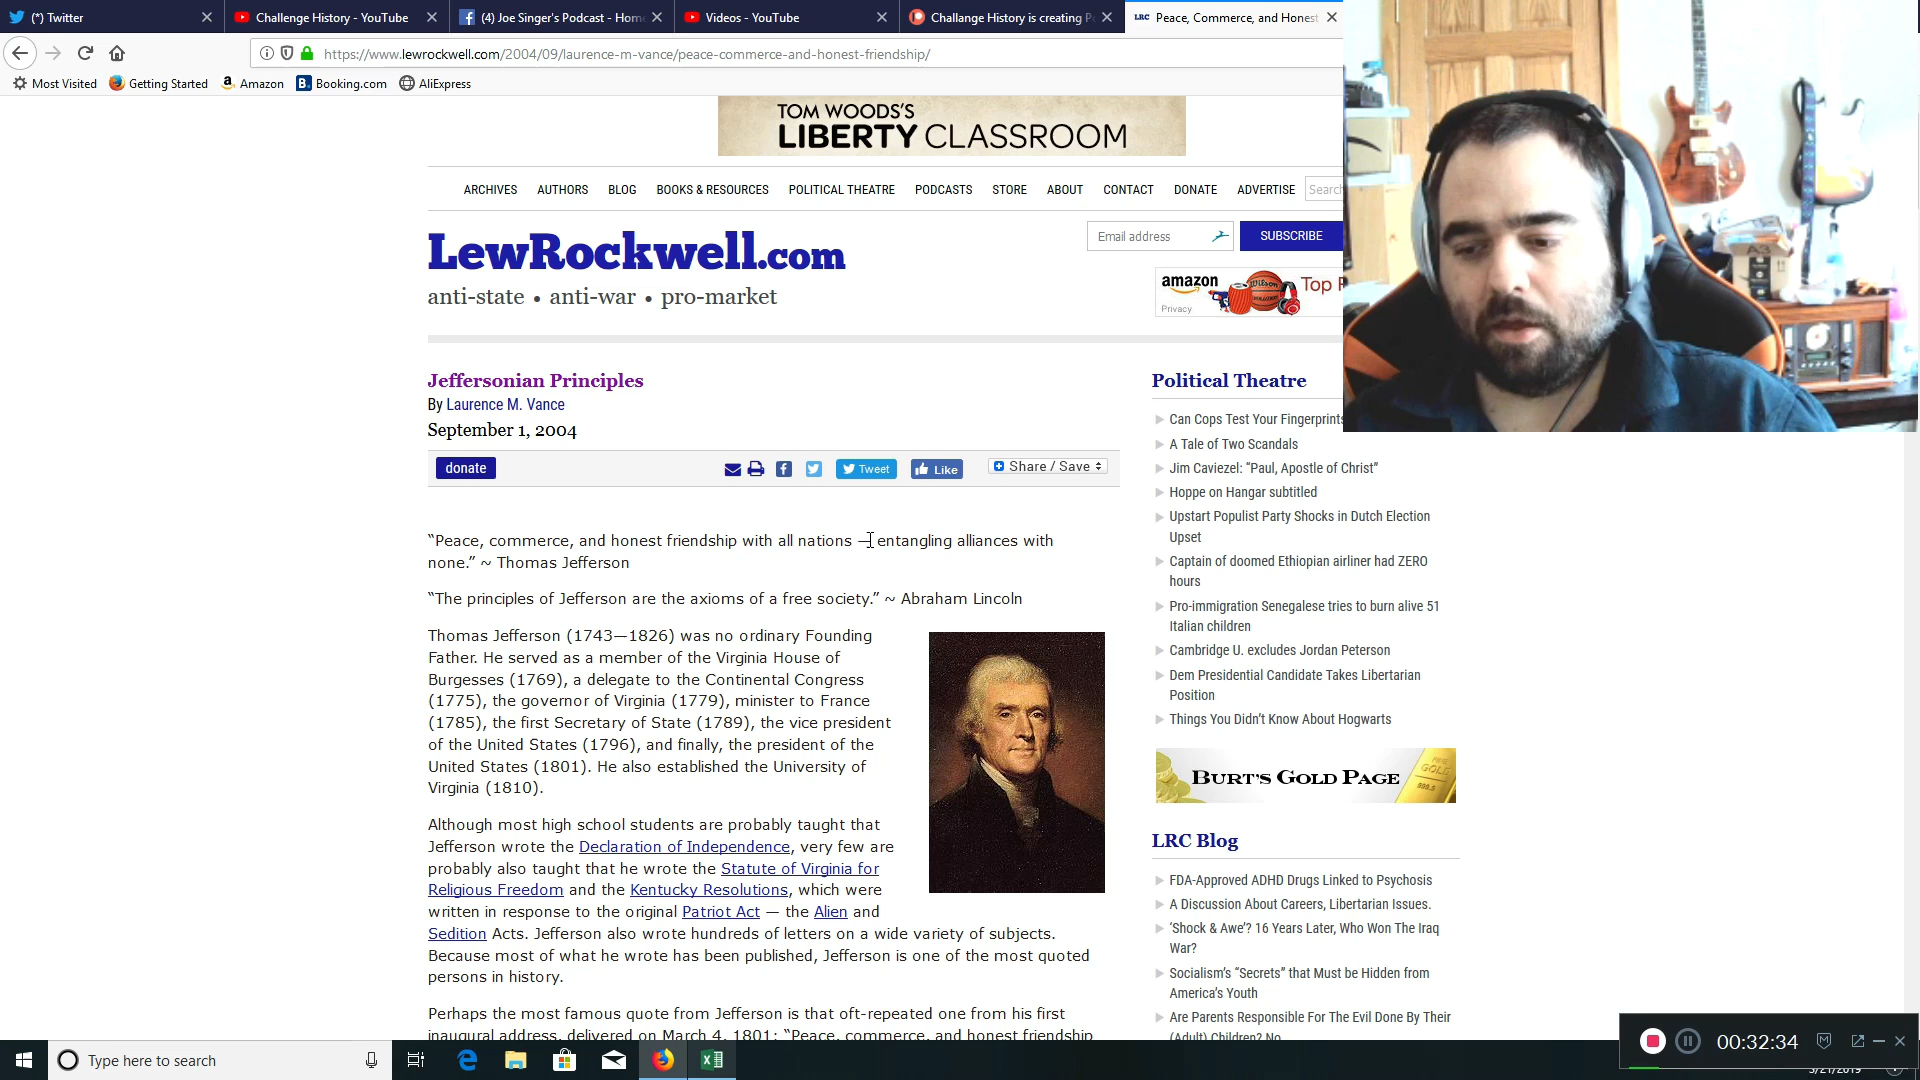 (*) Twitter
Challenge History - YouTube
(4) Joe Singer's Podcast - Hom
Videos - YouTube
Challange History is creating P
LRC Peace, Commerce, and Honest
https://www.lewrockwell.com/2004/09/laurence-m-vance/peace-commerce-and-honest-friendship/
Most Visited
Getting Started
Amazon
Booking.com
AliExpress
TOM WOODS'S
LIBERTY CLASSROOM
ARCHIVES AUTHORS BLOG BOOKS & RESOURCES POLITICAL THEATRE PODCASTS STORE ABOUT CONTACT DONATE ADVERTISE Search
LewRockwell.com
anti-state • anti-war • pro-market
Email address
SUBSCRIBE
amazon Top
Privacy
Jeffersonian Principles
By Laurence M. Vance
September 1, 2004
donate
Tweet
Like
Share / Save
“Peace, commerce, and honest friendship with all nations — entangling alliances with
none.” ~ Thomas Jefferson
“The principles of Jefferson are the axioms of a free society.” ~ Abraham Lincoln
Thomas Jefferson (1743—1826) was no ordinary Founding
Father. He served as a member of the Virginia House of
Burgesses (1769), a delegate to the Continental Congress
(1775), the governor of Virginia (1779), minister to France
(1785), the first Secretary of State (1789), the vice president
of the United States (1796), and finally, the president of the
United States (1801). He also established the University of
Virginia (1810).
Although most high school students are probably taught that
Jefferson wrote the Declaration of Independence, very few are
probably also taught that he wrote the Statute of Virginia for
Religious Freedom and the Kentucky Resolutions, which were
written in response to the original Patriot Act — the Alien and
Sedition Acts. Jefferson also wrote hundreds of letters on a wide variety of subjects.
Because most of what he wrote has been published, Jefferson is one of the most quoted
persons in history.
Perhaps the most famous quote from Jefferson is that oft-repeated one from his first
inaugural address, delivered on March 4, 1801: “Peace, commerce, and honest friendship
Political Theatre
Can Cops Test Your Fingerprints
A Tale of Two Scandals
Jim Caviezel: “Paul, Apostle of Christ”
Hoppe on Hangar subtitled
Upstart Populist Party Shocks in Dutch Election
Upset
Captain of doomed Ethiopian airliner had ZERO
hours
Pro-immigration Senegalese tries to burn alive 51
Italian children
Cambridge U. excludes Jordan Peterson
Dem Presidential Candidate Takes Libertarian
Position
Things You Didn’t Know About Hogwarts
BURT'S GOLD PAGE
LRC Blog
FDA-Approved ADHD Drugs Linked to Psychosis
A Discussion About Careers, Libertarian Issues.
‘Shock & Awe’? 16 Years Later, Who Won The Iraq
War?
Socialism’s “Secrets” that Must be Hidden from
America’s Youth
Are Parents Responsible For The Evil Done By Their
(Adult) Children? No
Type here to search
00:32:34
3/21/2019